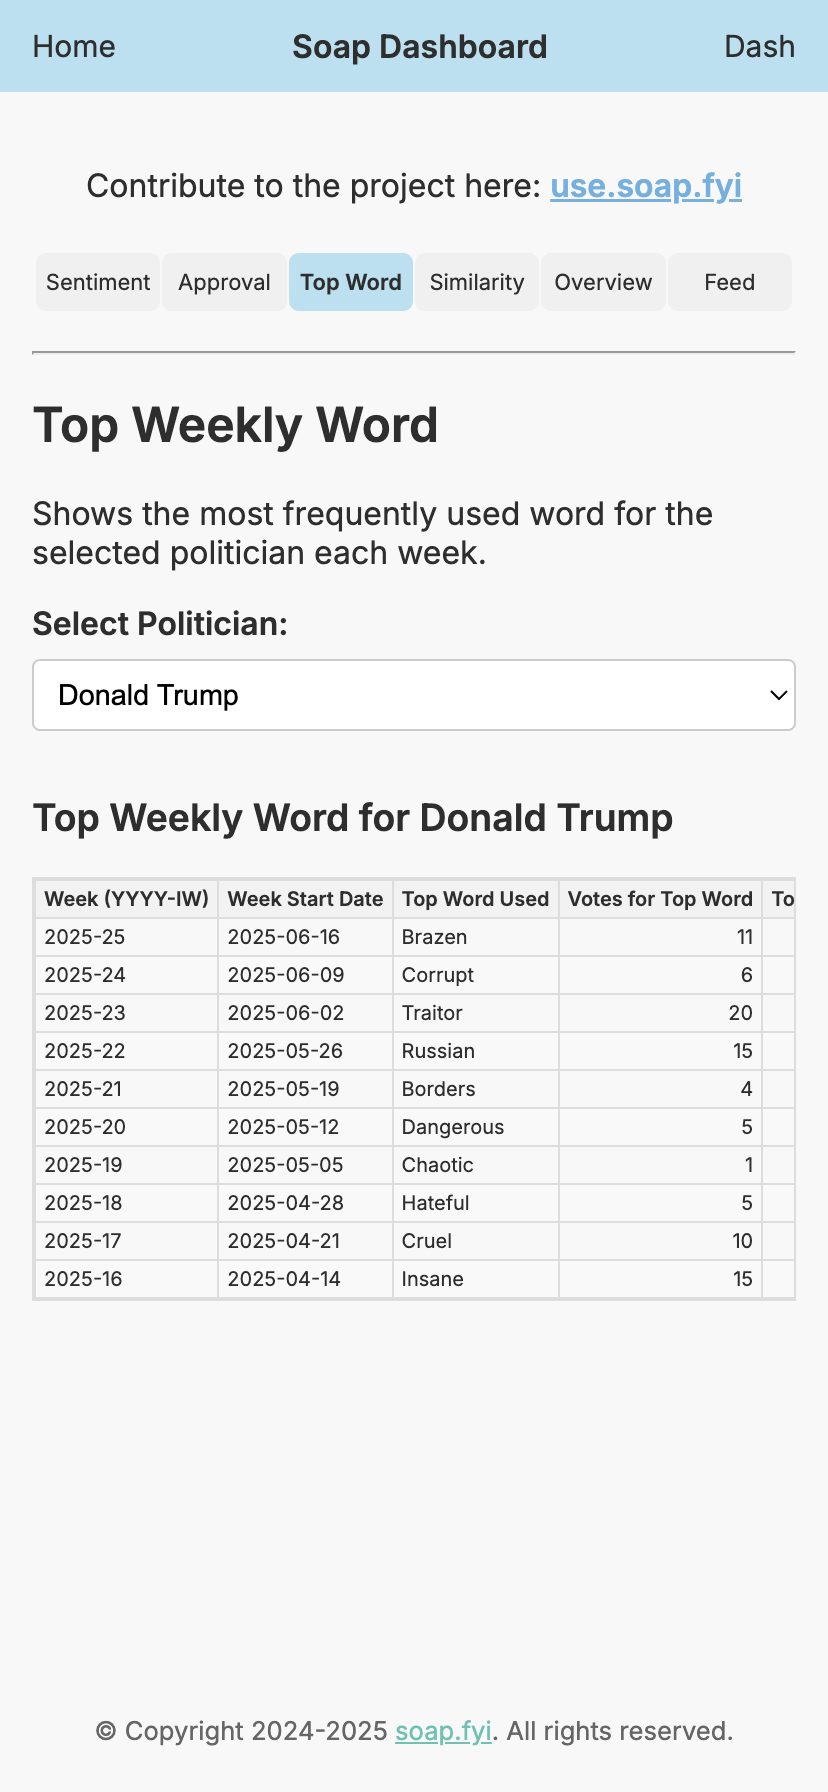 Home Soap Dashboard Dash
Contribute to the project here: use.soap.fyi
Sentiment Approval Top Word Similarity Overview Feed
Top Weekly Word
Shows the most frequently used word for the
selected politician each week.
Select Politician:
Donald Trump
Top Weekly Word for Donald Trump
Week (YYYY-IW) Week Start Date Top Word Used Votes for Top Word To
2025-25 2025-06-16 Brazen 11
2025-24 2025-06-09 Corrupt 6
2025-23 2025-06-02 Traitor 20
2025-22 2025-05-26 Russian 15
2025-21 2025-05-19 Borders 4
2025-20 2025-05-12 Dangerous 5
2025-19 2025-05-05 Chaotic 1
2025-18 2025-04-28 Hateful 5
2025-17 2025-04-21 Cruel 10
2025-16 2025-04-14 Insane 15
© Copyright 2024-2025 soap.fyi. All rights reserved.